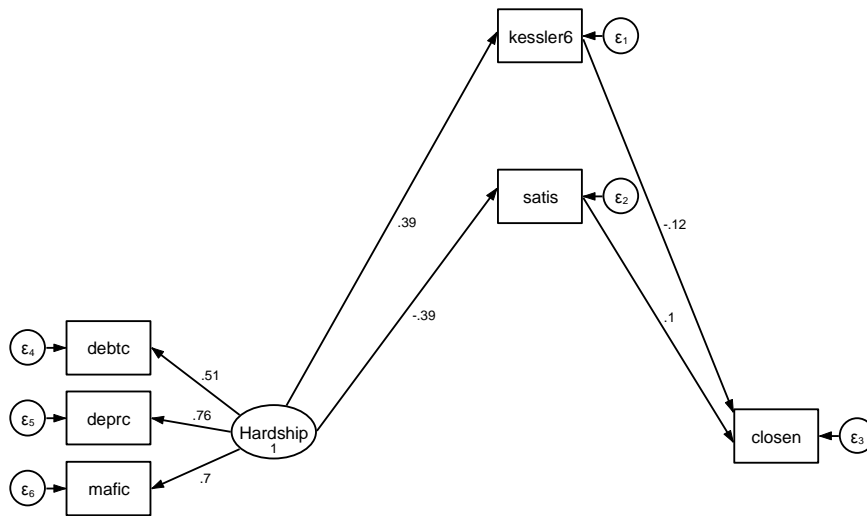 kessler6
ε1
.39
satis
ε2
-.12
-.39
.1
ε4
debtc
.51
ε5
deprc
.76
Hardship
1
closen
ε3
ε6
mafic
.7